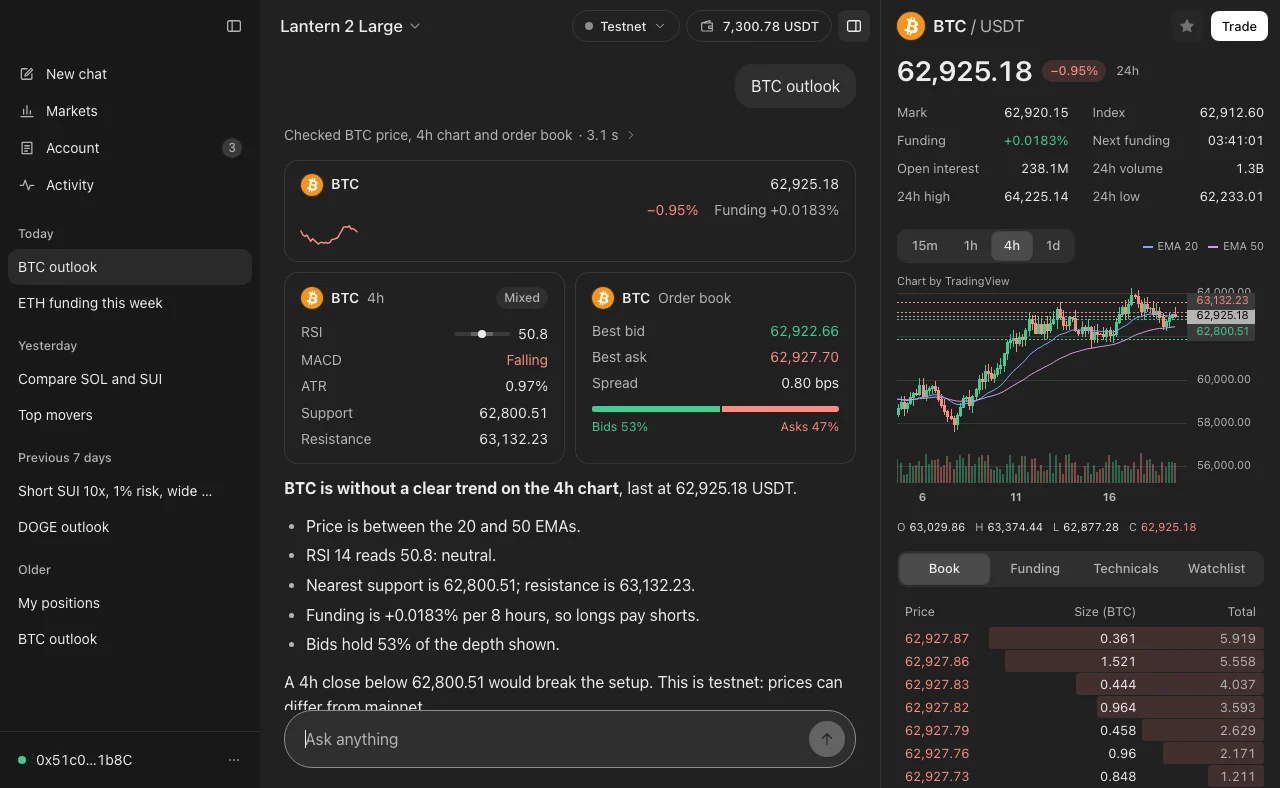 New chat
Markets
Account 3
Activity
Today
BTC outlook
ETH funding this week
Yesterday
Compare SOL and SUI
Top movers
Previous 7 days
Short SUI 10x, 1% risk, wide ...
DOGE outlook
Older
My positions
BTC outlook
0x51c0...1b8C
Lantern 2 Large
Testnet
7,300.78 USDT
BTC outlook
Checked BTC price, 4h chart and order book · 3.1 s
BTC 62,925.18
−0.95% Funding +0.0183%
BTC 4h Mixed
RSI 50.8
MACD Falling
ATR 0.97%
Support 62,800.51
Resistance 63,132.23
BTC Order book
Best bid 62,922.66
Best ask 62,927.70
Spread 0.80 bps
Bids 53% Asks 47%
BTC is without a clear trend on the 4h chart, last at 62,925.18 USDT.
• Price is between the 20 and 50 EMAs.
• RSI 14 reads 50.8: neutral.
• Nearest support is 62,800.51; resistance is 63,132.23.
• Funding is +0.0183% per 8 hours, so longs pay shorts.
• Bids hold 53% of the depth shown.
A 4h close below 62,800.51 would break the setup. This is testnet: prices can
differ from mainnet.
Ask anything
BTC / USDT
Trade
62,925.18 −0.95% 24h
Mark 62,920.15 Index 62,912.60
Funding +0.0183% Next funding 03:41:01
Open interest 238.1M 24h volume 1.3B
24h high 64,225.14 24h low 62,233.01
15m 1h 4h 1d
EMA 20 EMA 50
Chart by TradingView
64,000.00
63,132.23
62,925.18
62,800.51
60,000.00
58,000.00
56,000.00
6 11 16
O 63,029.86 H 63,374.44 L 62,877.28 C 62,925.18
Book Funding Technicals Watchlist
Price Size (BTC) Total
62,927.87 0.361 5.919
62,927.86 1.521 5.558
62,927.83 0.444 4.037
62,927.82 0.964 3.593
62,927.79 0.458 2.629
62,927.76 0.96 2.171
62,927.73 0.848 1.211